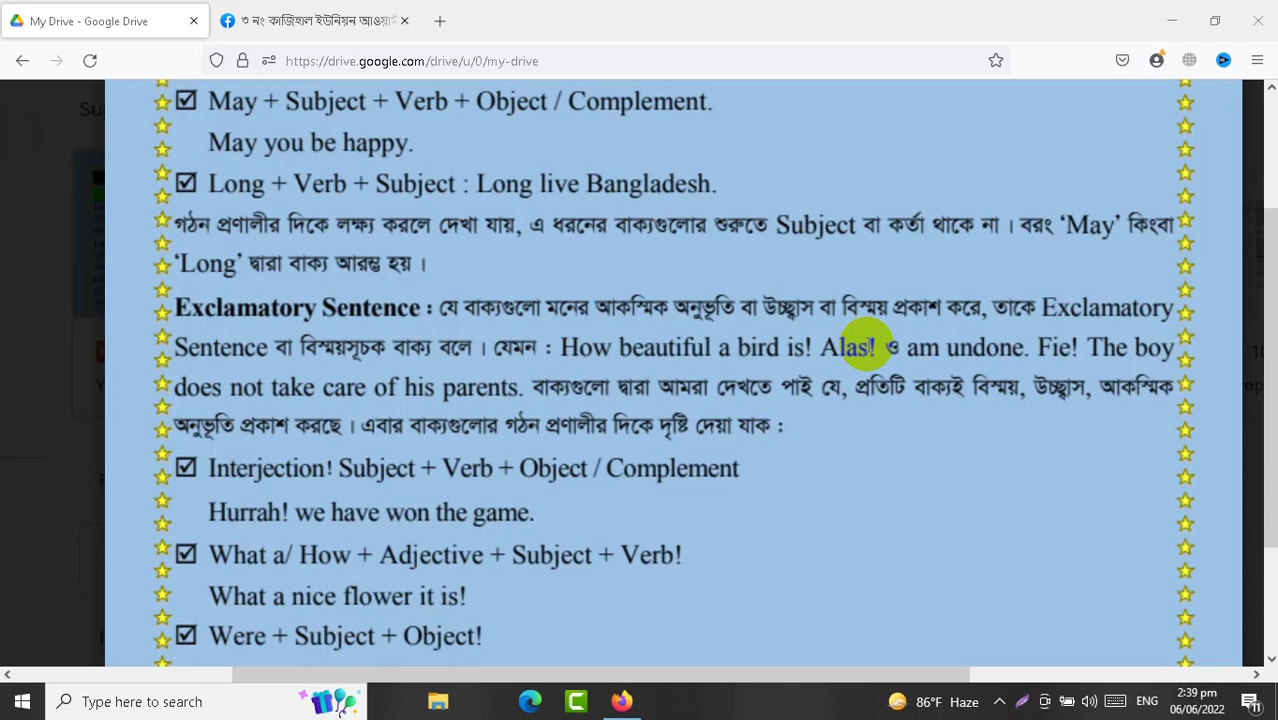 My Drive - Google Drive
৩ নং কাজিহাল ইউনিয়ন আওয়ামী
https://drive.google.com/drive/u/0/my-drive
Su
May + Subject + Verb + Object / Complement.
May you be happy.
Long + Verb + Subject : Long live Bangladesh.
গঠন প্রণালীর দিকে লক্ষ্য করলে দেখা যায়, এ ধরনের বাক্যগুলোর শুরুতে Subject বা কর্তা থাকে না । বরং ‘May’ কিংবা
‘Long’ দ্বারা বাক্য আরম্ভ হয় ।
Exclamatory Sentence : যে বাক্যগুলো মনের আকস্মিক অনুভূতি বা উচ্ছ্বাস বা বিস্ময় প্রকাশ করে, তাকে Exclamatory
Sentence বা বিস্ময়সূচক বাক্য বলে । যেমন : How beautiful a bird is! Alas! ও am undone. Fie! The boy
does not take care of his parents. বাক্যগুলো দ্বারা আমরা দেখতে পাই যে, প্রতিটি বাক্যই বিস্ময়, উচ্ছ্বাস, আকস্মিক
অনুভূতি প্রকাশ করছে । এবার বাক্যগুলোর গঠন প্রণালীর দিকে দৃষ্টি দেয়া যাক :
Interjection! Subject + Verb + Object / Complement
Hurrah! we have won the game.
What a/ How + Adjective + Subject + Verb!
What a nice flower it is!
Were + Subject + Object!
Type here to search
86°F Haze
ENG
2:39 pm
06/06/2022
11